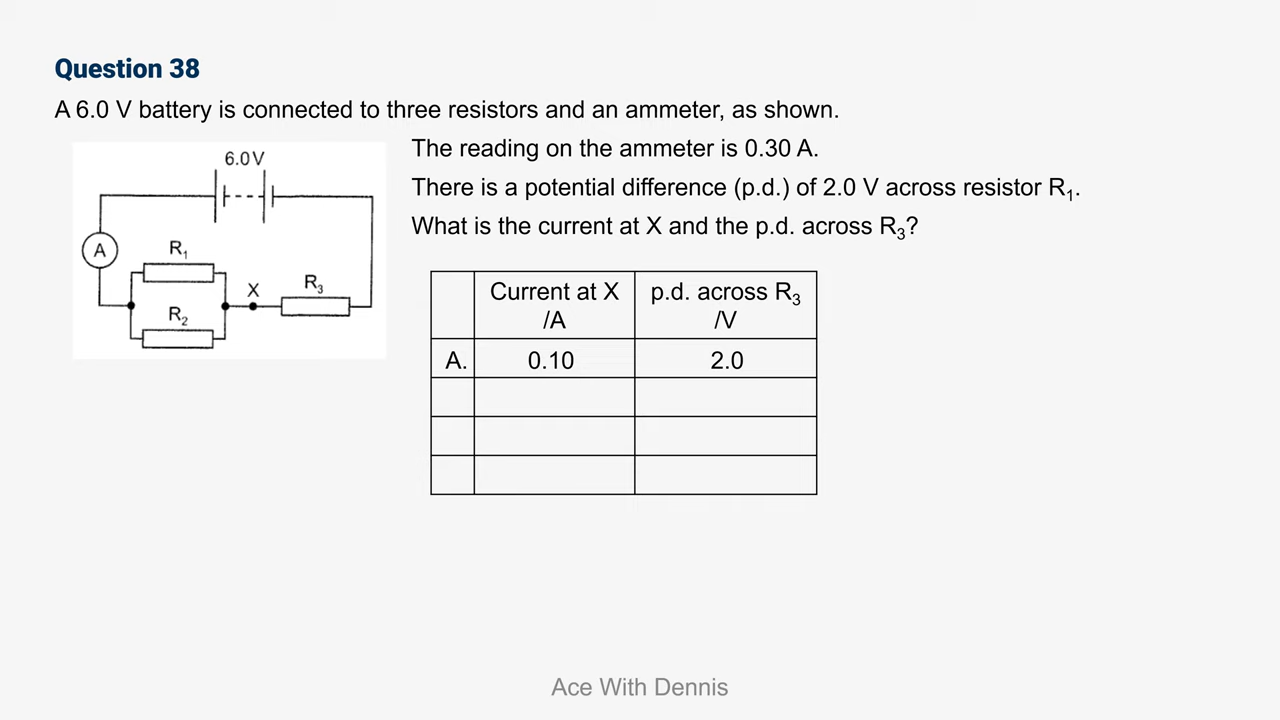 Question 38
A 6.0 V battery is connected to three resistors and an ammeter, as shown.
The reading on the ammeter is 0.30 A.
There is a potential difference (p.d.) of 2.0 V across resistor R₁.
What is the current at X and the p.d. across R₃?
6.0V
A
R₁
R₂
X
R₃
Current at X /A
p.d. across R₃ /V
A. 0.10 2.0
Ace With Dennis